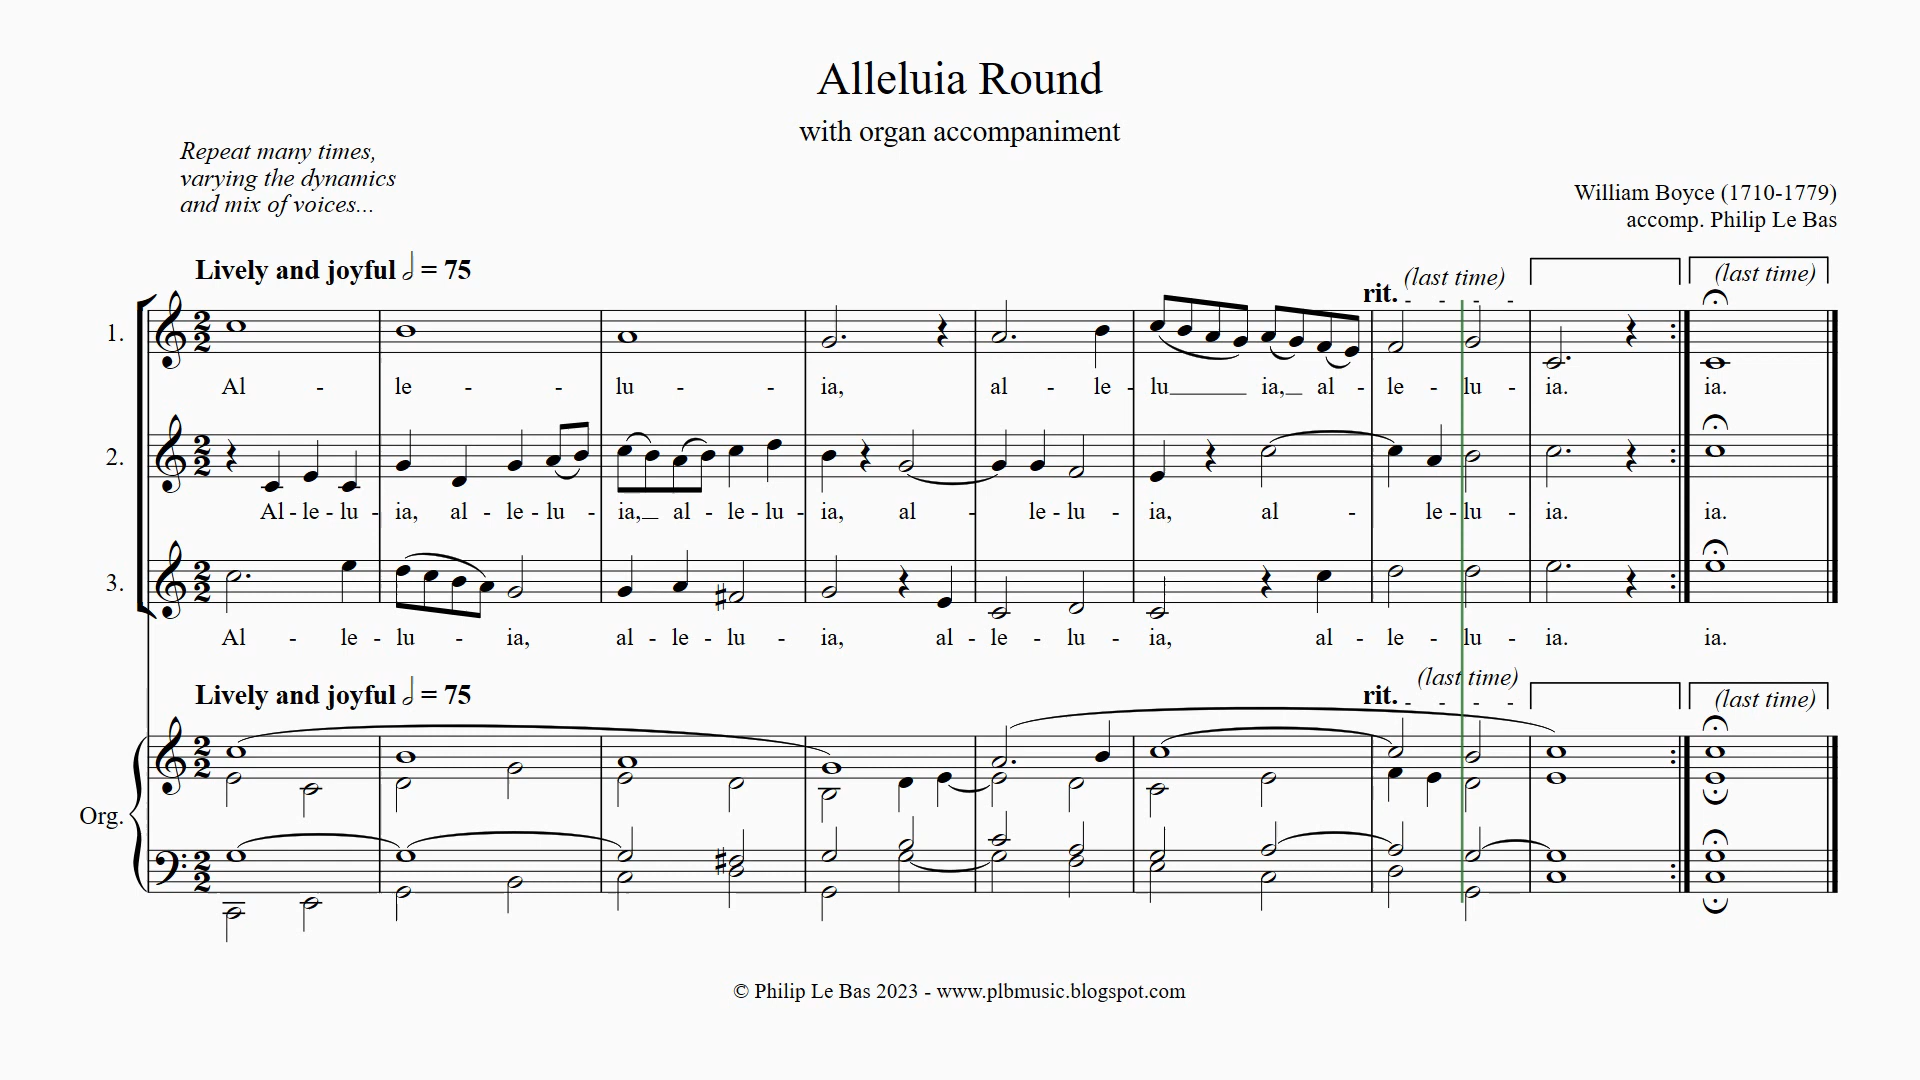 Alleluia Round
with organ accompaniment
Repeat many times,
varying the dynamics
and mix of voices...
William Boyce (1710-1779)
accomp. Philip Le Bas
Lively and joyful 𝅗𝅥 = 75
rit. (last time)
(last time)
1.
Al - le - - lu - - ia, al - le - lu ia, al - le - lu - ia. ia.
2.
Al - le - lu - ia, al - le - lu - ia, al - le - lu - ia, al - le - lu - ia, al - le - lu - ia. ia.
3.
Al - le - lu - ia, al - le - lu - ia, al - le - lu - ia, al - le - lu - ia. ia.
Lively and joyful 𝅗𝅥 = 75
rit. (last time)
(last time)
Org.
© Philip Le Bas 2023 - www.plbmusic.blogspot.com